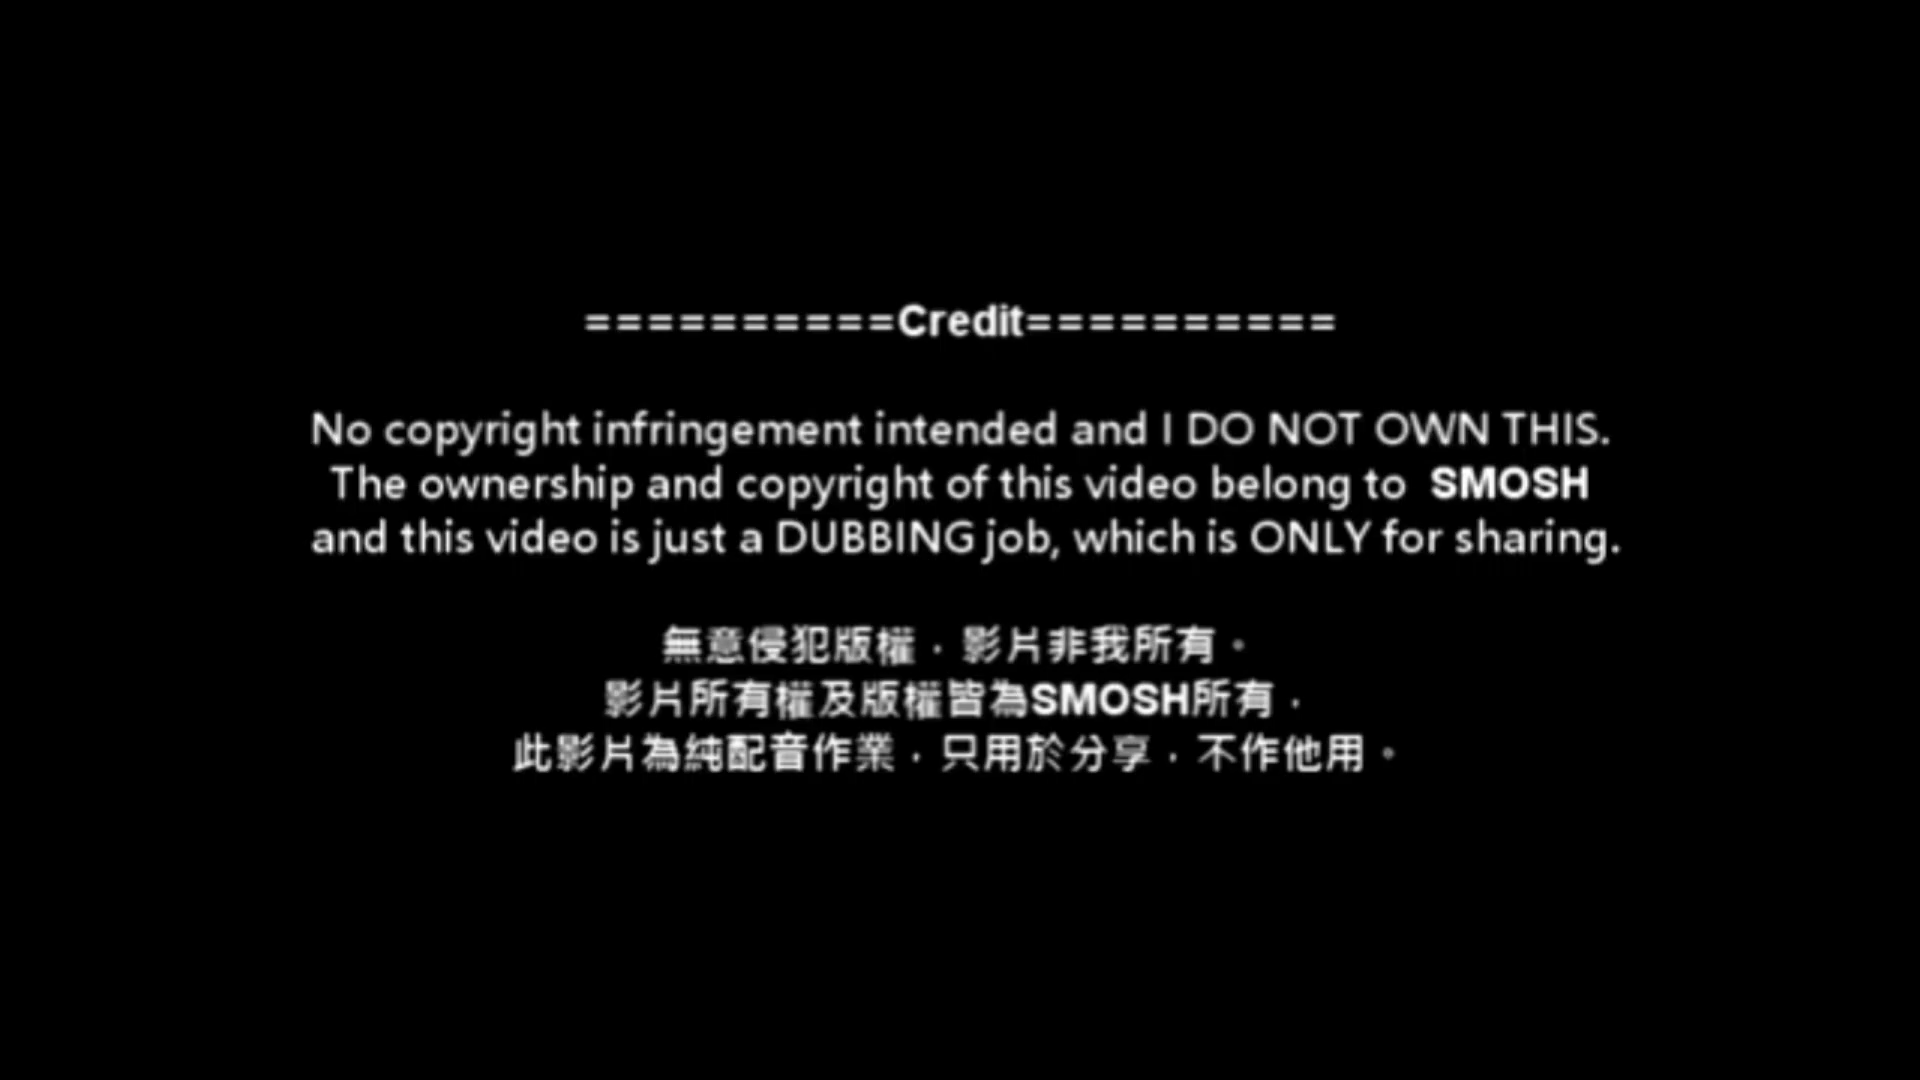 ==========Credit==========
No copyright infringement intended and I DO NOT OWN THIS.
The ownership and copyright of this video belong to SMOSH
and this video is just a DUBBING job, which is ONLY for sharing.
無意侵犯版權，影片非我所有。
影片所有權及版權皆為SMOSH所有，
此影片為純配音作業，只用於分享，不作他用。